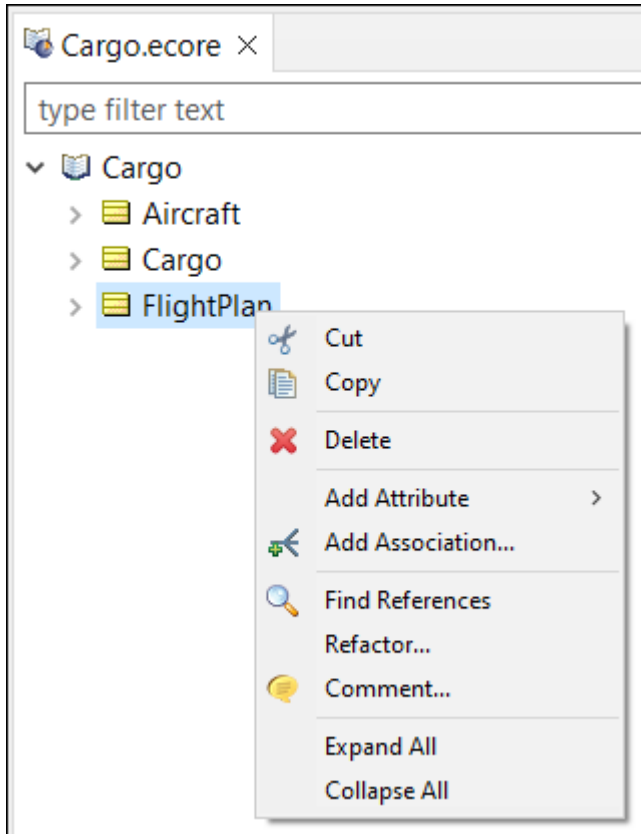 Cargo.ecore
type filter text
Cargo
Aircraft
Cargo
FlightPlan
Cut
Copy
Delete
Add Attribute
Add Association...
Find References
Refactor...
Comment...
Expand All
Collapse All